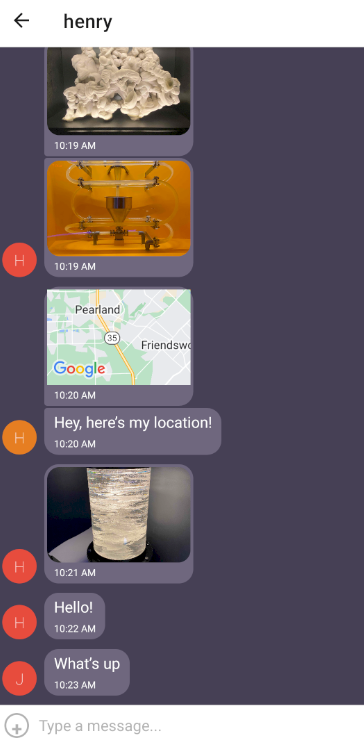 henry
10:19 AM
H
10:19 AM
Pearland
35
Friendswo
Google
10:20 AM
Hey, here's my location!
H
10:20 AM
H
10:21 AM
Hello!
H
10:22 AM
What's up
J
10:23 AM
Type a message...